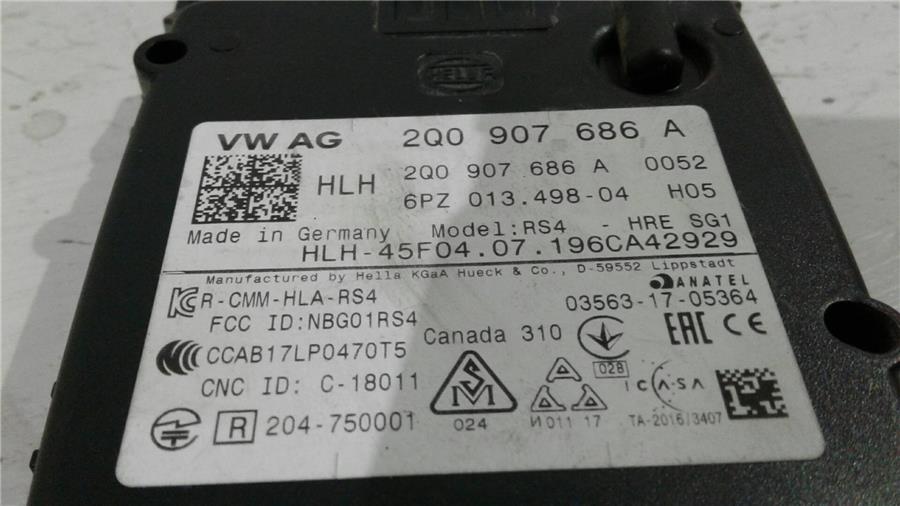 HELLA
VW AG 2Q0 907 686 A
HLH 2Q0 907 686 A 0052
6PZ 013.498-04 H05
Made in Germany Model:RS4 - HRE SG1
HLH-45F04.07.196CA42929
Manufactured by Hella KGaA Hueck & Co., D-59552 Lippstadt
R-CMM-HLA-RS4 ANATEL
03563-17-05364
FCC ID:NBG01RS4 Canada 310 EAC CE
CCAB17LP0470T5 028
CNC ID: C-18011 SM ICASA
R 204-750001 024 И011 17 TA-2016/3407